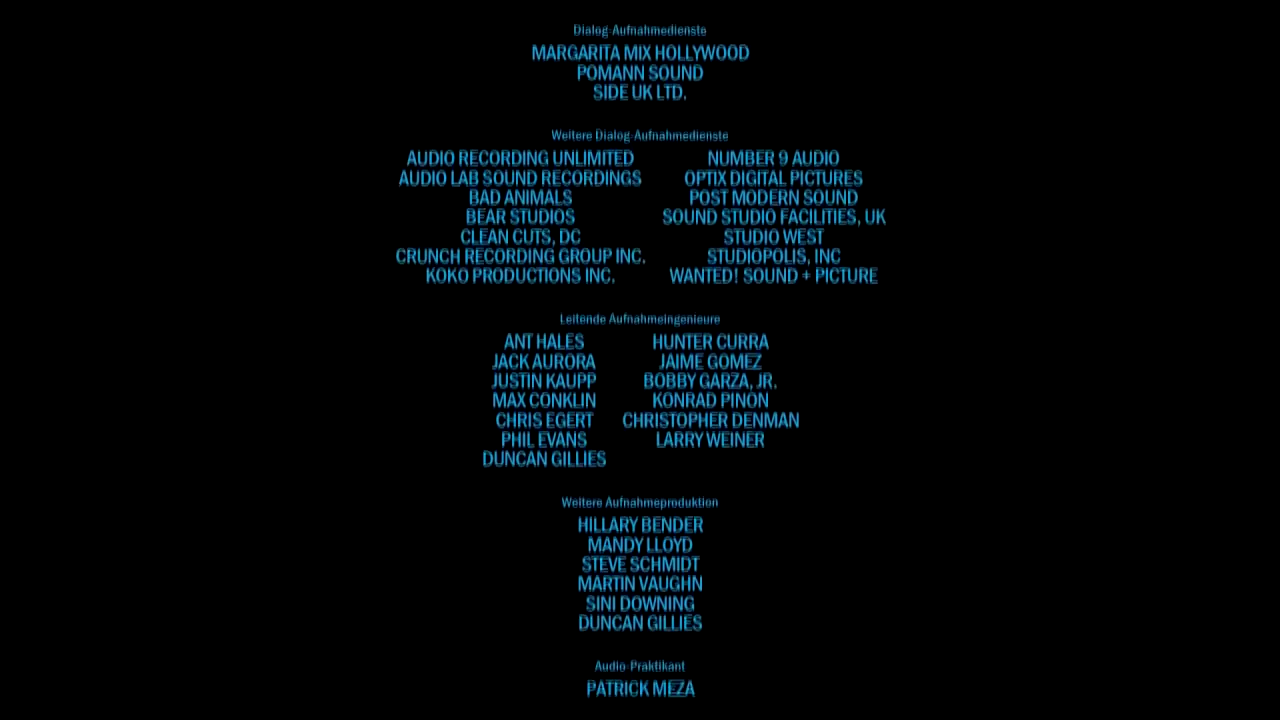 Dialog-Aufnahmedienste
MARGARITA MIX HOLLYWOOD
POMANN SOUND
SIDE UK LTD.
Weitere Dialog-Aufnahmedienste
AUDIO RECORDING UNLIMITED
AUDIO LAB SOUND RECORDINGS
BAD ANIMALS
BEAR STUDIOS
CLEAN CUTS, DC
CRUNCH RECORDING GROUP INC.
KOKO PRODUCTIONS INC.
NUMBER 9 AUDIO
OPTIX DIGITAL PICTURES
POST MODERN SOUND
SOUND STUDIO FACILITIES, UK
STUDIO WEST
STUDIOPOLIS, INC
WANTED! SOUND + PICTURE
Leitende Aufnahmeingenieure
ANT HALES
JACK AURORA
JUSTIN KAUPP
MAX CONKLIN
CHRIS EGERT
PHIL EVANS
DUNCAN GILLIES
HUNTER CURRA
JAIME GOMEZ
BOBBY GARZA, JR.
KONRAD PINON
CHRISTOPHER DENMAN
LARRY WEINER
Weitere Aufnahmeproduktion
HILLARY BENDER
MANDY LLOYD
STEVE SCHMIDT
MARTIN VAUGHN
SINI DOWNING
DUNCAN GILLIES
Audio-Praktikant
PATRICK MEZA